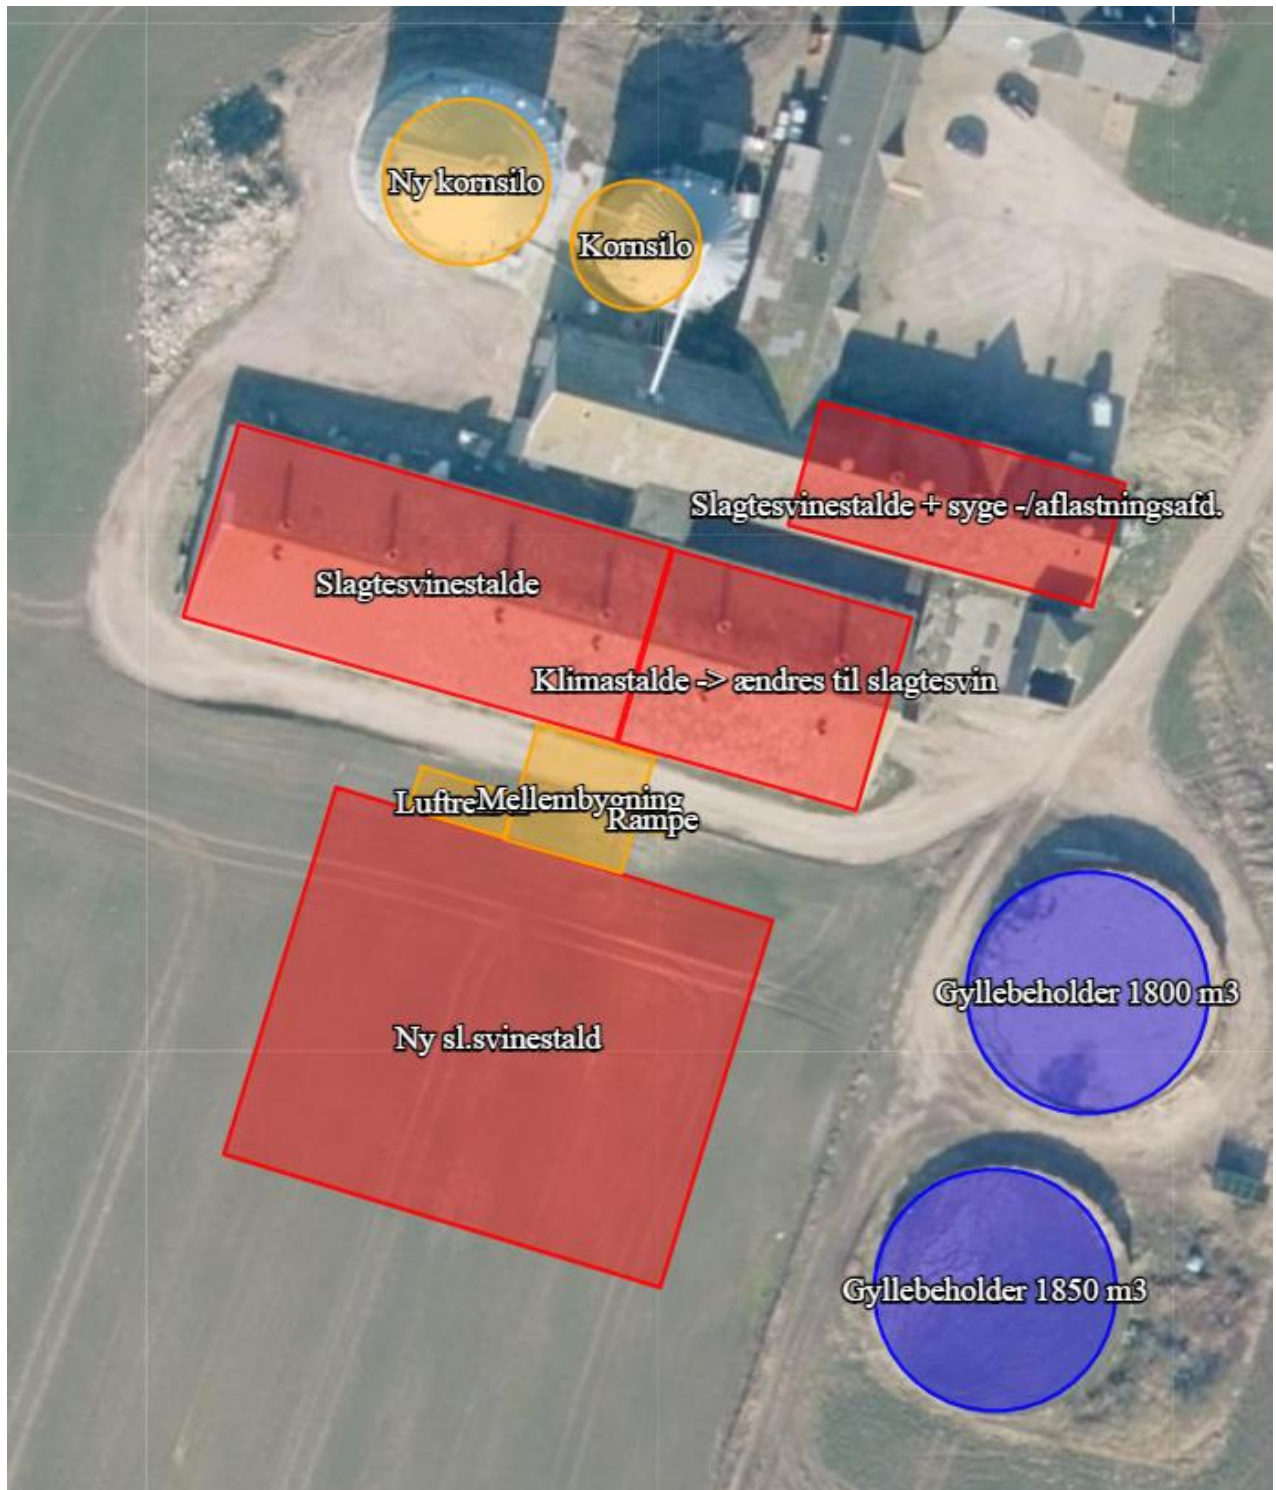 Ny kornsilo
Kornsilo
Slagtesvinestalde + syge -/aflastningsafd.
Slagtesvinestalde
Klimastalde -> ændres til slagtesvin
Luftre
Mellembygning
Rampe
Gyllebeholder 1800 m3
Ny sl.svinestald
Gyllebeholder 1850 m3